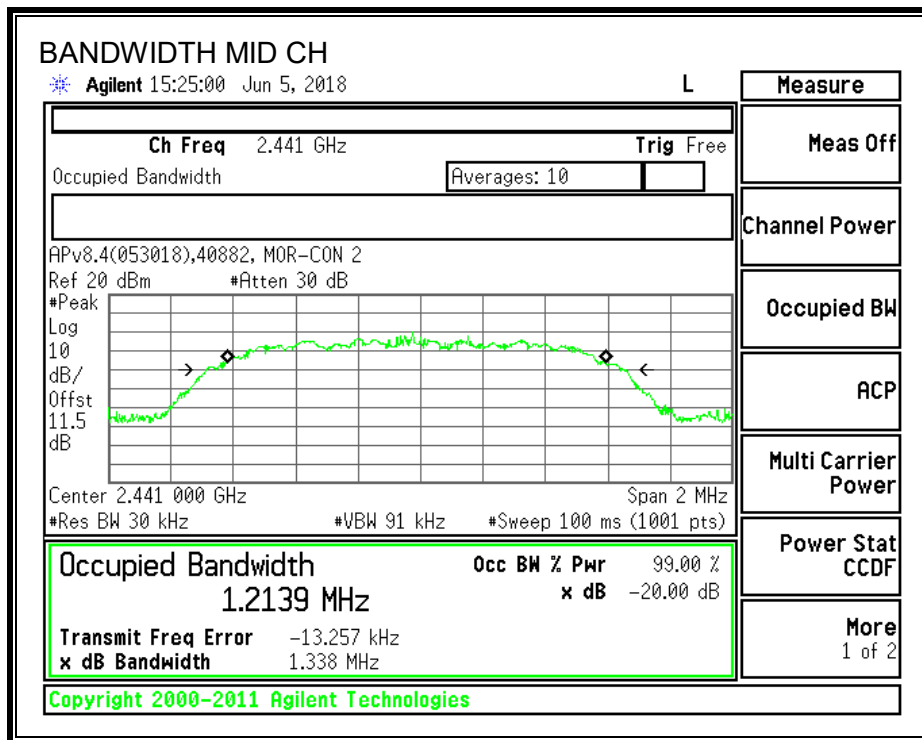 BANDWIDTH MID CH
Agilent 15:25:00 Jun 5, 2018 L
Measure
Ch Freq 2.441 GHz Trig Free
Meas Off
Occupied Bandwidth Averages: 10
Channel Power
APv8.4(053018),40882, MOR-CON 2
Ref 20 dBm #Atten 30 dB
#Peak
Log
10
dB/
Offst
11.5
dB
Occupied BW
ACP
Multi Carrier
Power
Center 2.441 000 GHz Span 2 MHz
#Res BW 30 kHz #VBW 91 kHz #Sweep 100 ms (1001 pts)
Power Stat
CCDF
Occupied Bandwidth Occ BW % Pwr 99.00 %
1.2139 MHz x dB -20.00 dB
Transmit Freq Error -13.257 kHz
x dB Bandwidth 1.338 MHz
More
1 of 2
Copyright 2000-2011 Agilent Technologies